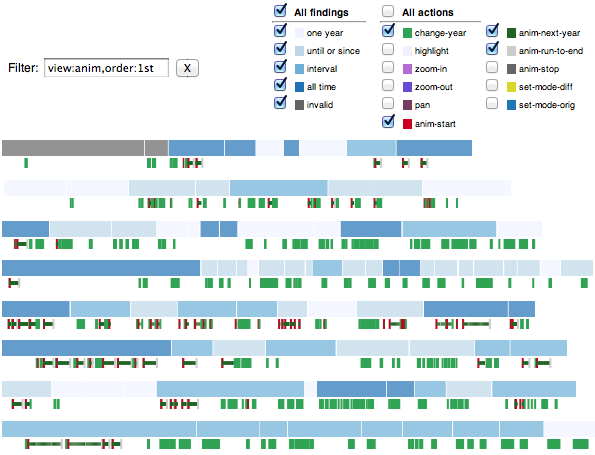 All findings
All actions
one year
change-year
anim-next-year
until or since
highlight
anim-run-to-end
Filter: view:anim,order:1st X
interval
zoom-in
anim-stop
all time
zoom-out
set-mode-diff
invalid
pan
set-mode-orig
anim-start